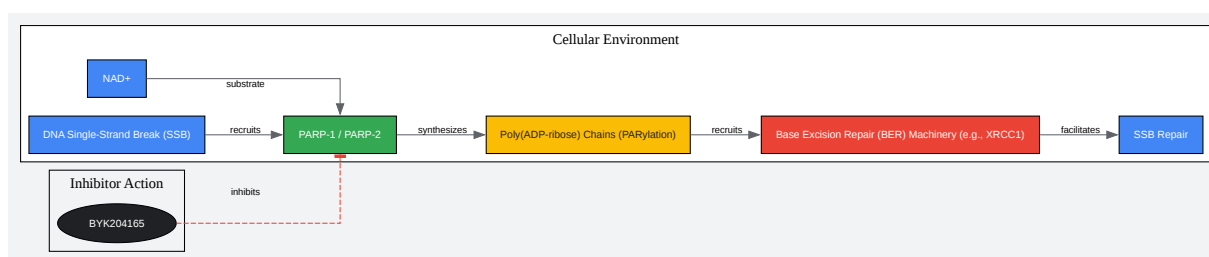 Cellular Environment
NAD+
substrate
DNA Single-Strand Break (SSB)
recruits
PARP-1 / PARP-2
synthesizes
Poly(ADP-ribose) Chains (PARylation)
recruits
Base Excision Repair (BER) Machinery (e.g., XRCC1)
facilitates
SSB Repair
Inhibitor Action
inhibits
BYK204165